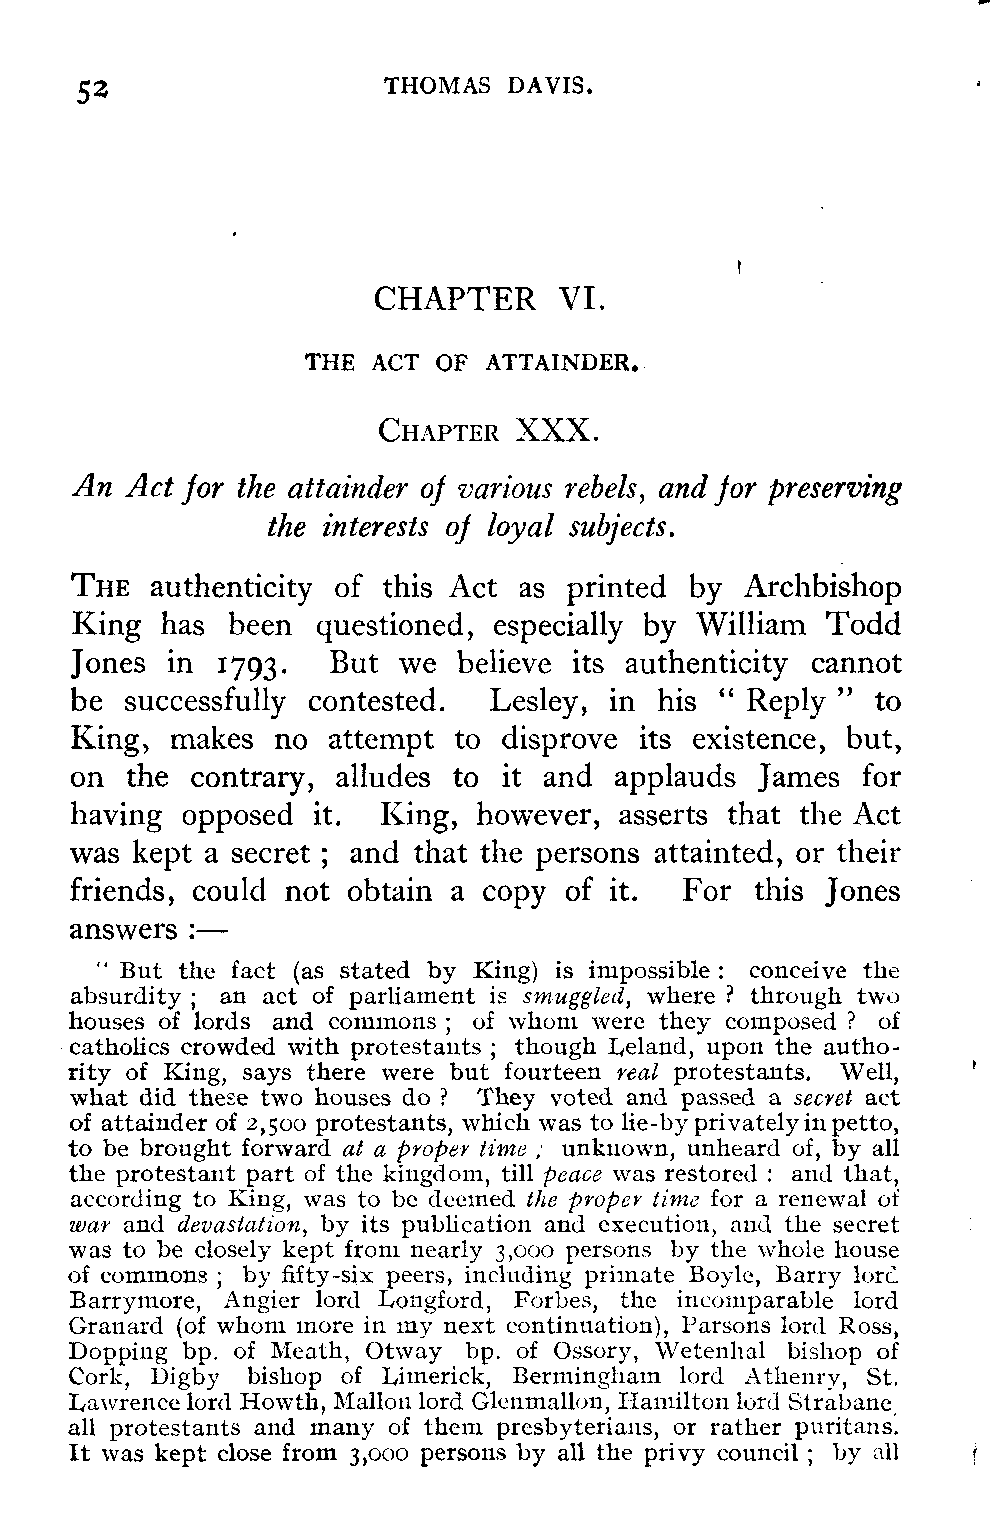 52 THOMAS DAVIS.
CHAPTER VI.
THE ACT OF ATTAINDER.
CHAPTER XXX.
An Act for the attainder of various rebels, and for preserving
the interests of loyal subjects.
THE authenticity of this Act as printed by Archbishop
King has been questioned, especially by William Todd
Jones in 1793. But we believe its authenticity cannot
be successfully contested. Lesley, in his “ Reply ” to
King, makes no attempt to disprove its existence, but,
on the contrary, alludes to it and applauds James for
having opposed it. King, however, asserts that the Act
was kept a secret ; and that the persons attainted, or their
friends, could not obtain a copy of it. For this Jones
answers :—
“ But the fact (as stated by King) is impossible : conceive the
absurdity ; an act of parliament is smuggled, where ? through two
houses of lords and commons ; of whom were they composed ? of
catholics crowded with protestants ; though Leland, upon the autho-
rity of King, says there were but fourteen real protestants. Well,
what did these two houses do ? They voted and passed a secret act
of attainder of 2,500 protestants, which was to lie-by privately in petto,
to be brought forward at a proper time ; unknown, unheard of, by all
the protestant part of the kingdom, till peace was restored : and that,
according to King, was to be deemed the proper time for a renewal of
war and devastation, by its publication and execution, and the secret
was to be closely kept from nearly 3,000 persons by the whole house
of commons ; by fifty-six peers, including primate Boyle, Barry lord
Barrymore, Angier lord Longford, Forbes, the incomparable lord
Granard (of whom more in my next continuation), Parsons lord Ross,
Dopping bp. of Meath, Otway bp. of Ossory, Wetenhal bishop of
Cork, Digby bishop of Limerick, Bermingham lord Athenry, St.
Lawrence lord Howth, Mallon lord Glenmallon, Hamilton lord Strabane,
all protestants and many of them presbyterians, or rather puritans.
It was kept close from 3,000 persons by all the privy council ; by all